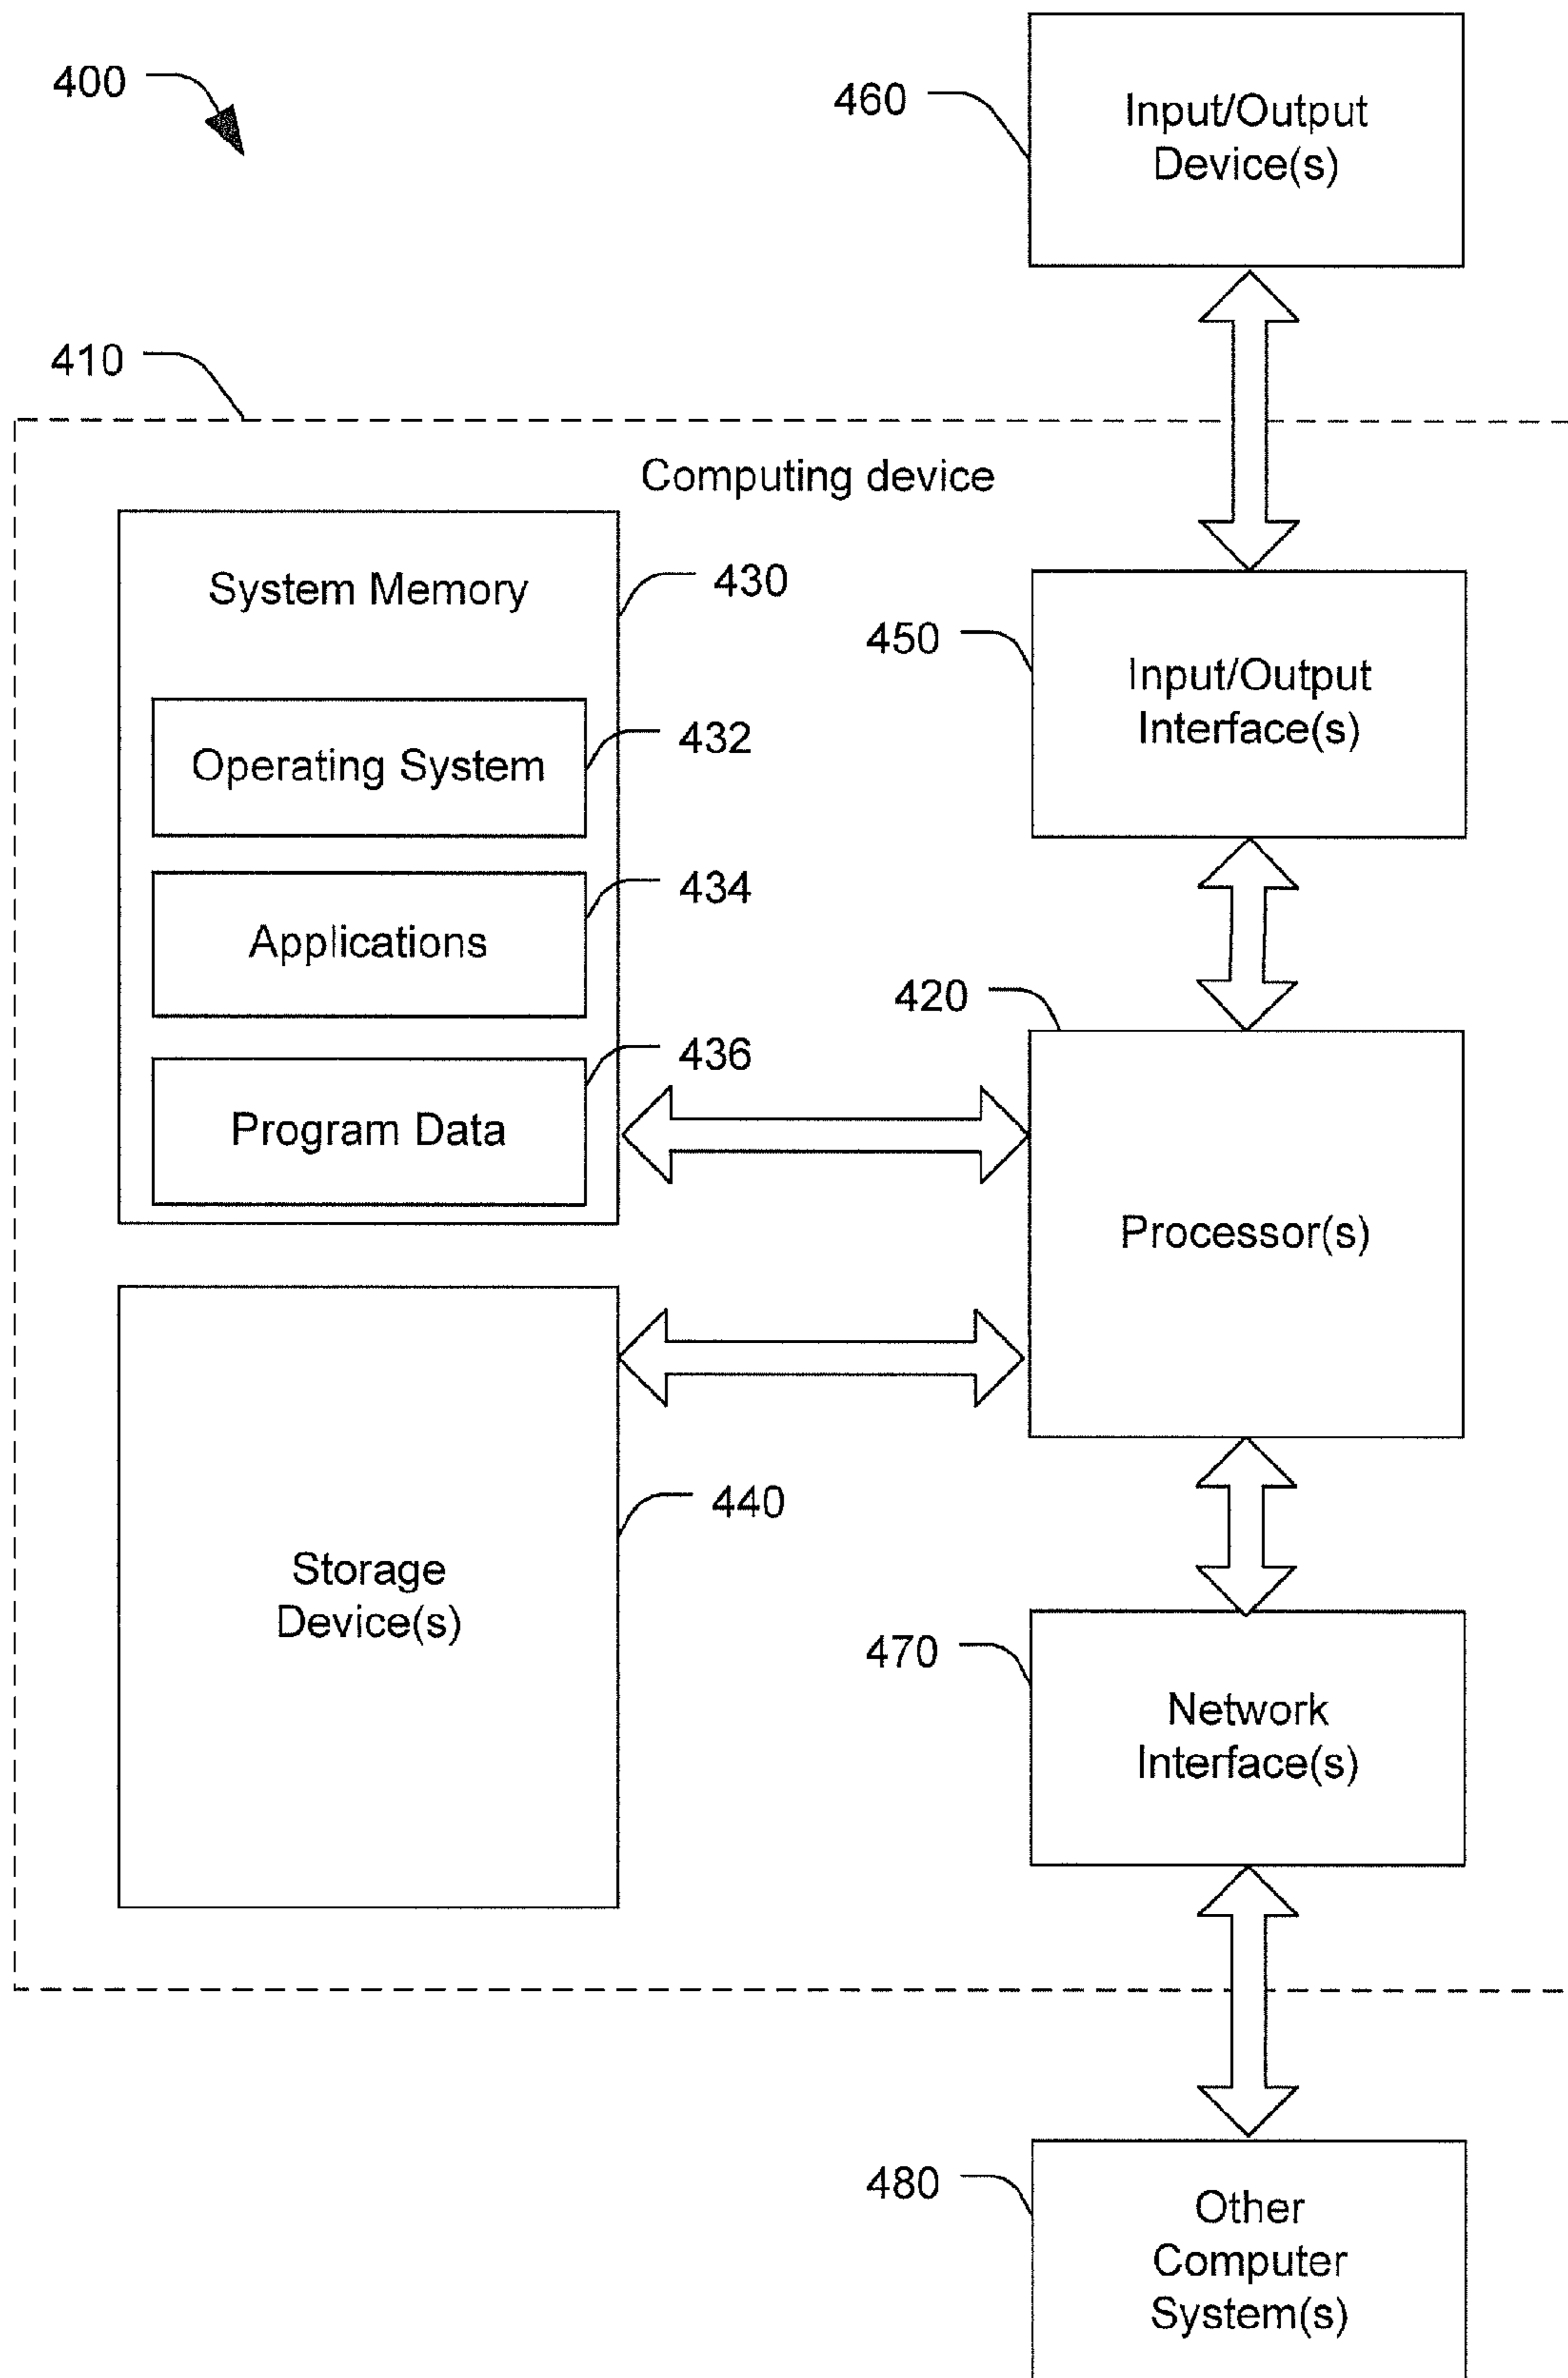 400
460
Input/Output
Device(s)
410
Computing device
System Memory
430
450
Input/Output
Interface(s)
Operating System
432
Applications
434
420
Program Data
436
Processor(s)
Storage
Device(s)
440
470
Network
Interface(s)
480
Other
Computer
System(s)